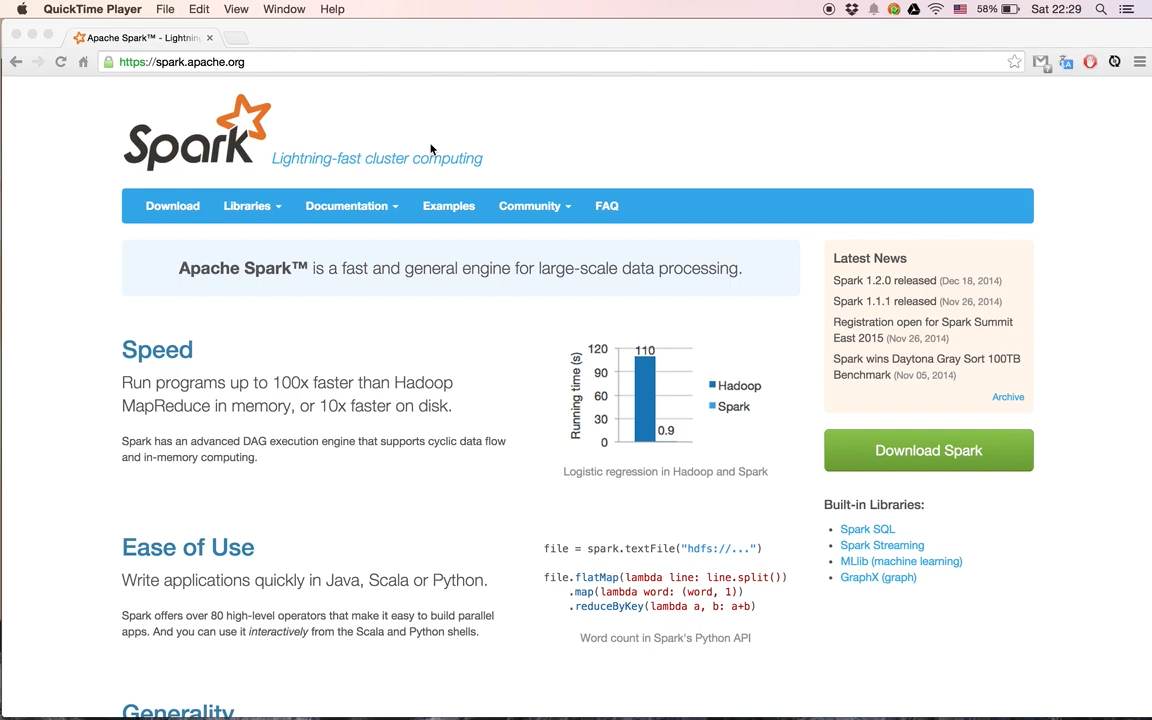 QuickTime Player File Edit View Window Help 58% Sat 22:29
Apache Spark™ - Lightning
https://spark.apache.org
Spark
Lightning-fast cluster computing
Download Libraries Documentation Examples Community FAQ
Apache Spark™ is a fast and general engine for large-scale data processing.
Speed
Run programs up to 100x faster than Hadoop
MapReduce in memory, or 10x faster on disk.
Spark has an advanced DAG execution engine that supports cyclic data flow
and in-memory computing.
Running time (s)
120
90
60
30
0
110
0.9
Hadoop
Spark
Logistic regression in Hadoop and Spark
Ease of Use
Write applications quickly in Java, Scala or Python.
Spark offers over 80 high-level operators that make it easy to build parallel
apps. And you can use it interactively from the Scala and Python shells.
file = spark.textFile("hdfs://...")
file.flatMap(lambda line: line.split())
.map(lambda word: (word, 1))
.reduceByKey(lambda a, b: a+b)
Word count in Spark's Python API
Generality
Latest News
Spark 1.2.0 released (Dec 18, 2014)
Spark 1.1.1 released (Nov 26, 2014)
Registration open for Spark Summit
East 2015 (Nov 26, 2014)
Spark wins Daytona Gray Sort 100TB
Benchmark (Nov 05, 2014)
Archive
Download Spark
Built-in Libraries:
Spark SQL
Spark Streaming
MLlib (machine learning)
GraphX (graph)